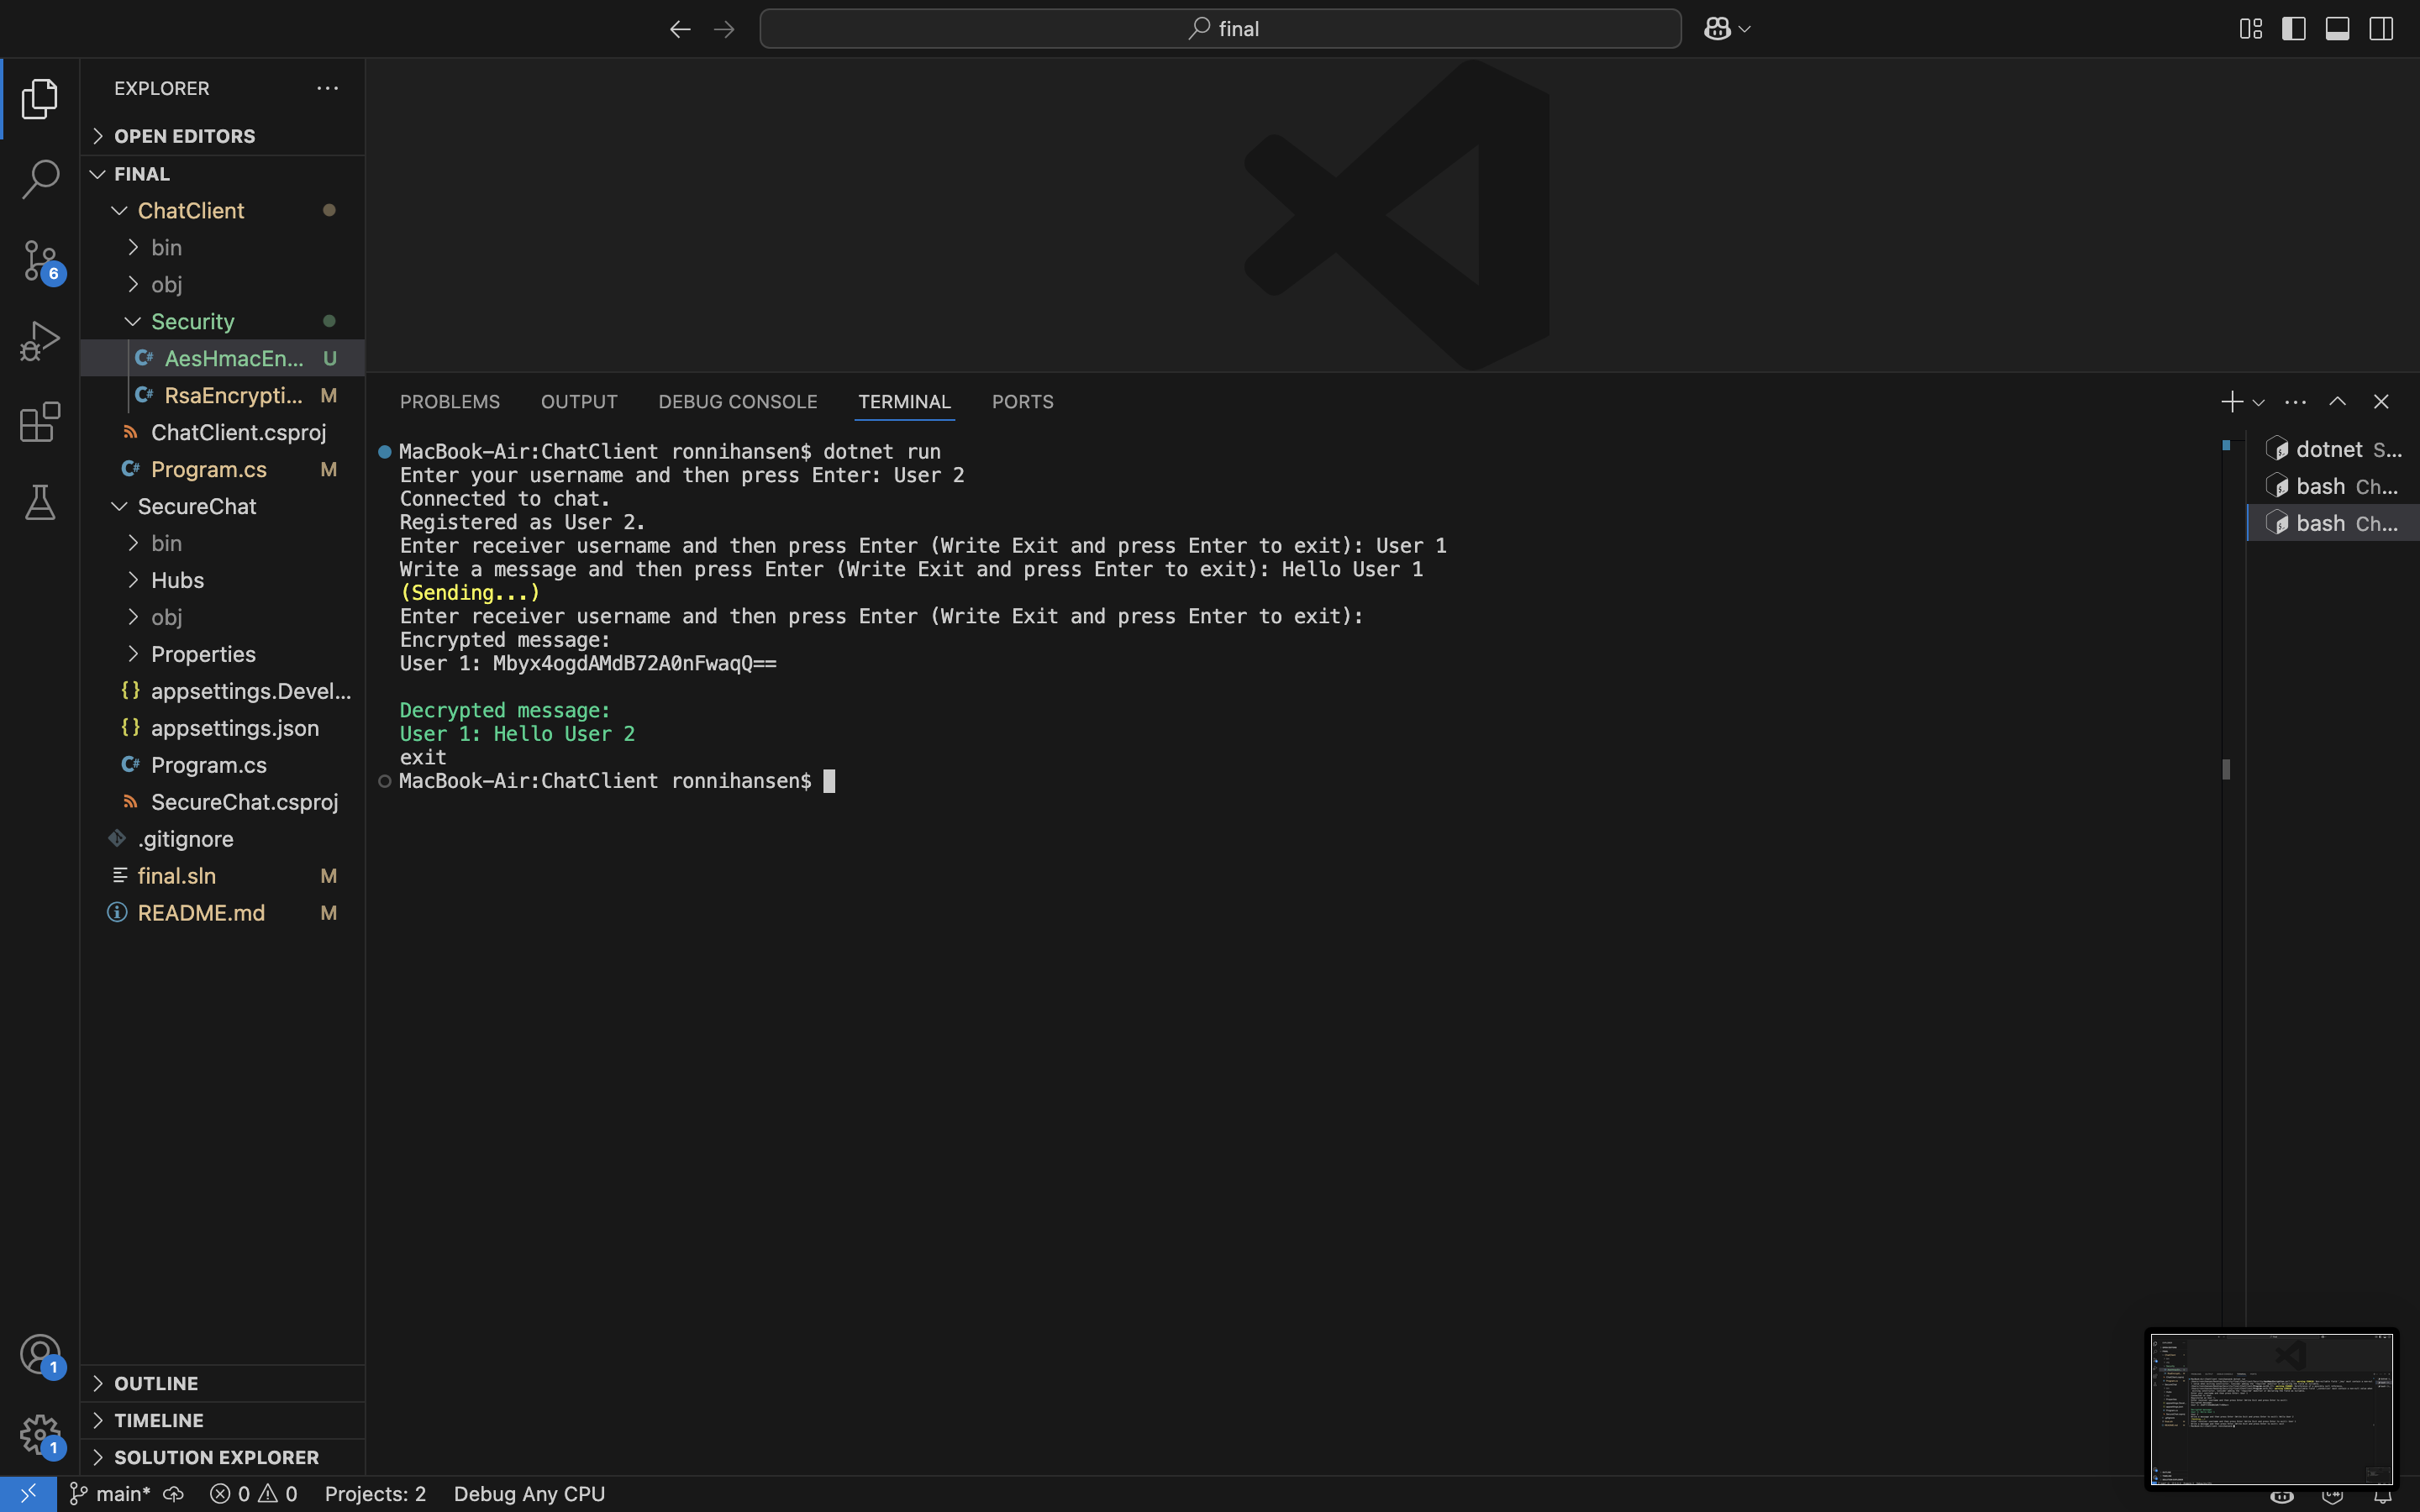 final
EXPLORER
OPEN EDITORS
FINAL
ChatClient
bin
obj
Security
AesHmacEn... U
RsaEncrypti... M
ChatClient.csproj
Program.cs M
SecureChat
bin
Hubs
obj
Properties
appsettings.Devel...
appsettings.json
Program.cs
SecureChat.csproj
.gitignore
final.sln M
README.md M
OUTLINE
TIMELINE
SOLUTION EXPLORER
6
1
1
PROBLEMS OUTPUT DEBUG CONSOLE TERMINAL PORTS
MacBook-Air:ChatClient ronnihansen$ dotnet run
Enter your username and then press Enter: User 2
Connected to chat.
Registered as User 2.
Enter receiver username and then press Enter (Write Exit and press Enter to exit): User 1
Write a message and then press Enter (Write Exit and press Enter to exit): Hello User 1
(Sending...)
Enter receiver username and then press Enter (Write Exit and press Enter to exit):
Encrypted message:
User 1: Mbyx4ogdAMdB72A0nFwaqQ==
Decrypted message:
User 1: Hello User 2
exit
MacBook-Air:ChatClient ronnihansen$
dotnet S...
bash Ch...
bash Ch...
main* 0 0 Projects: 2 Debug Any CPU